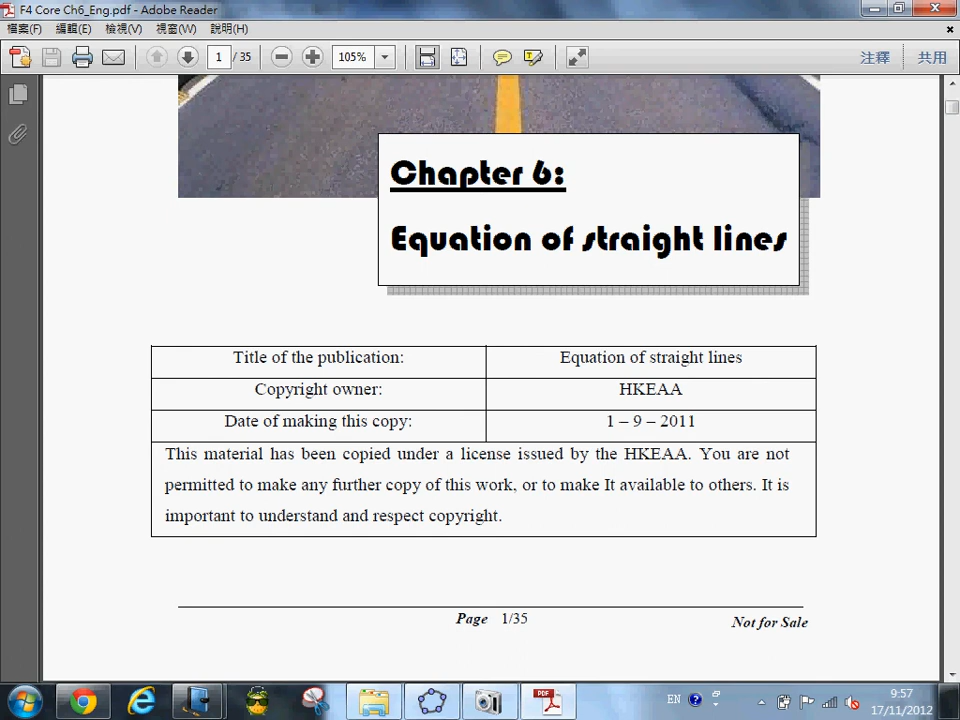 F4 Core Ch6_Eng.pdf - Adobe Reader
檔案(F) 編輯(E) 檢視(V) 視窗(W) 說明(H)
1 / 35 105% 注釋 共用
Chapter 6:
Equation of straight lines
Title of the publication: Equation of straight lines
Copyright owner: HKEAA
Date of making this copy: 1 – 9 – 2011
This material has been copied under a license issued by the HKEAA. You are not
permitted to make any further copy of this work, or to make It available to others. It is
important to understand and respect copyright.
Page 1/35
Not for Sale
PDF
EN
9:57
17/11/2012